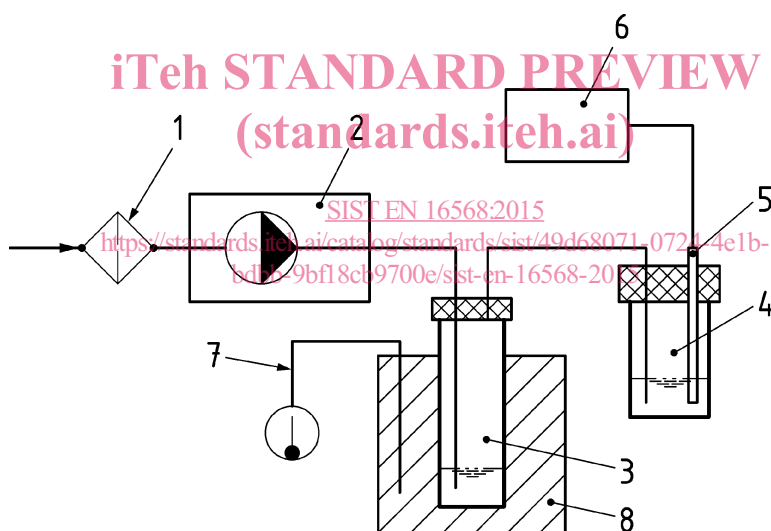 6
iTeh STANDARD PREVIEW
(standards.iteh.ai)
1
2
5
SIST EN 16568:2015
https://standards.iteh.ai/catalog/standards/sist/49d68071-0724-4e1b-
bdbb-9bf18cb9700e/sist-en-16568-2015
4
7
3
8